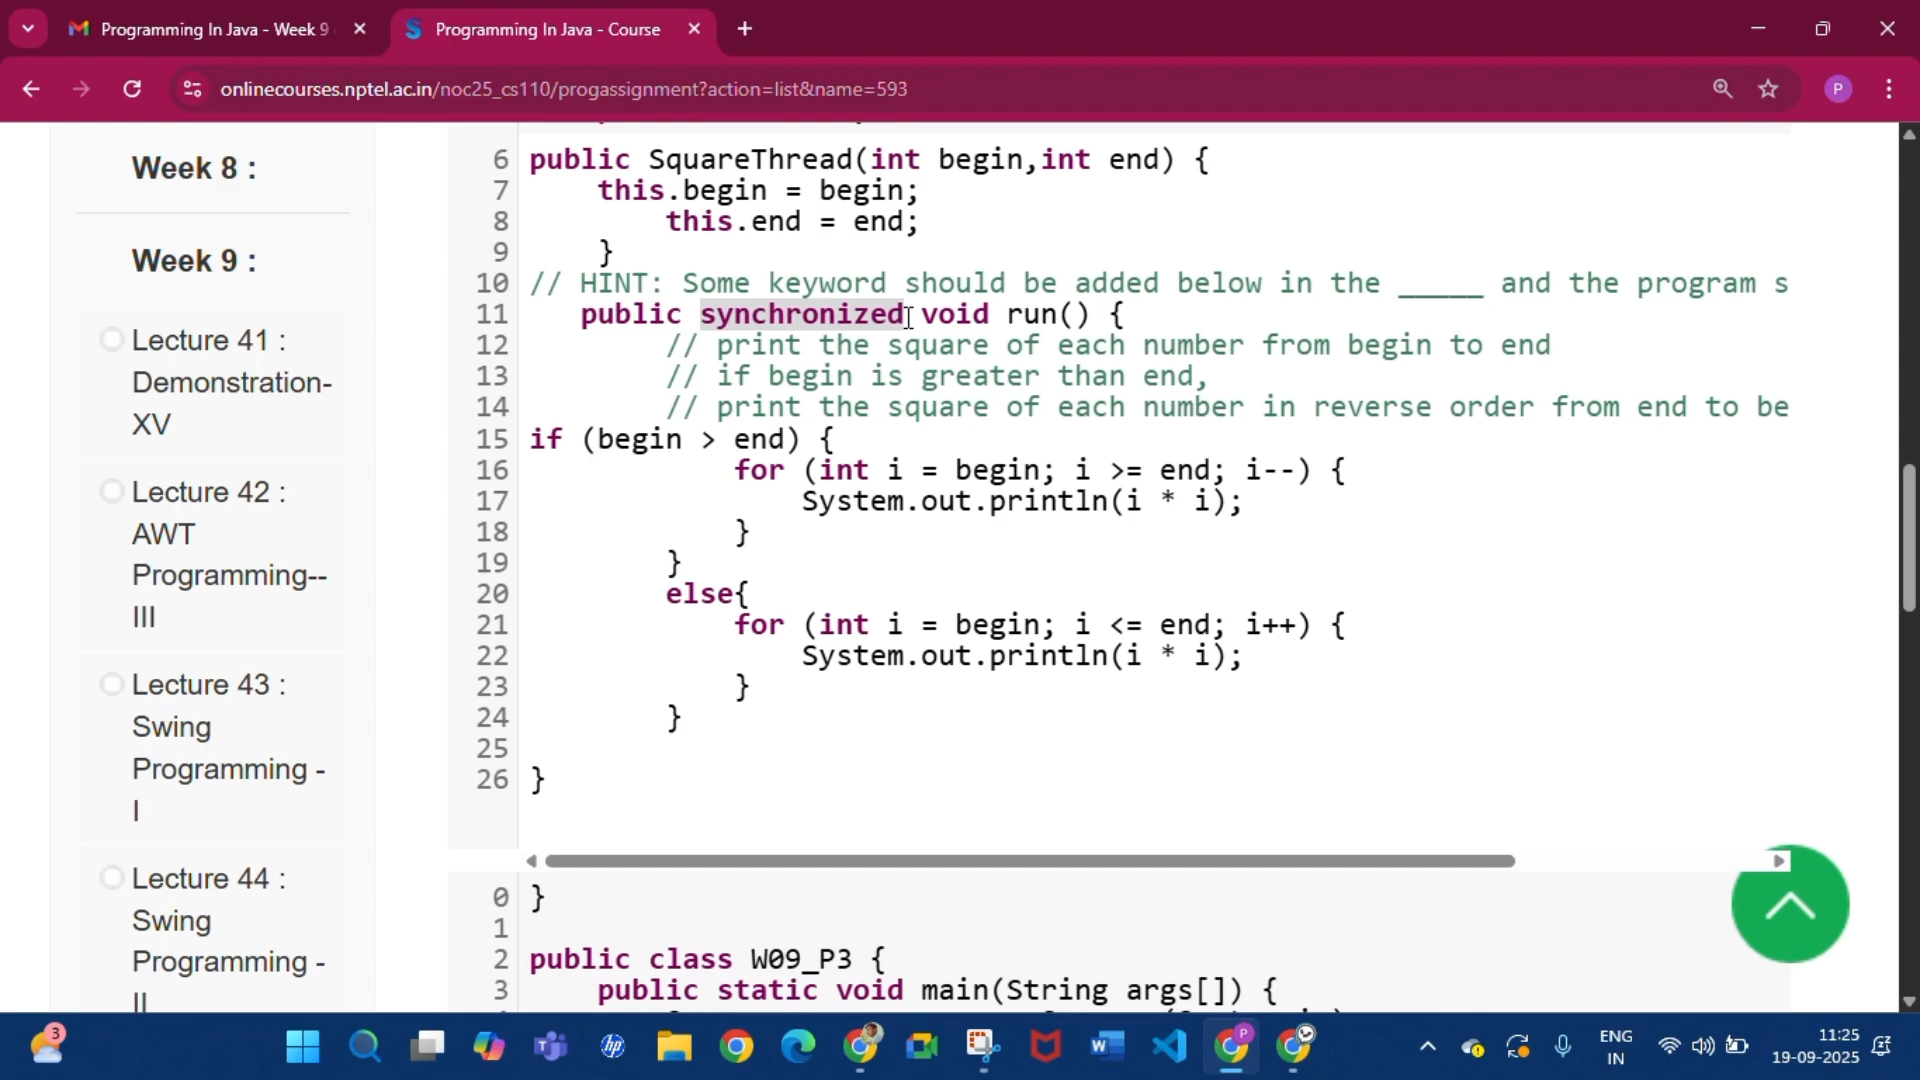 Programming In Java - Week 9
Programming In Java - Course
onlinecourses.nptel.ac.in/noc25_cs110/progassignment?action=list&name=593
P
Week 8 :
Week 9 :
Lecture 41 :
Demonstration-
XV
Lecture 42 :
AWT
Programming--
III
Lecture 43 :
Swing
Programming -
I
Lecture 44 :
Swing
Programming -
II
6 public SquareThread(int begin,int end) {
7 this.begin = begin;
8 this.end = end;
9 }
10 // HINT: Some keyword should be added below in the _____ and the program s
11 public synchronized void run() {
12 // print the square of each number from begin to end
13 // if begin is greater than end,
14 // print the square of each number in reverse order from end to be
15 if (begin > end) {
16 for (int i = begin; i >= end; i--) {
17 System.out.println(i * i);
18 }
19 }
20 else{
21 for (int i = begin; i <= end; i++) {
22 System.out.println(i * i);
23 }
24 }
25
26 }
0 }
1
2 public class W09_P3 {
3 public static void main(String args[]) {
3
ENG
IN
11:25
19-09-2025